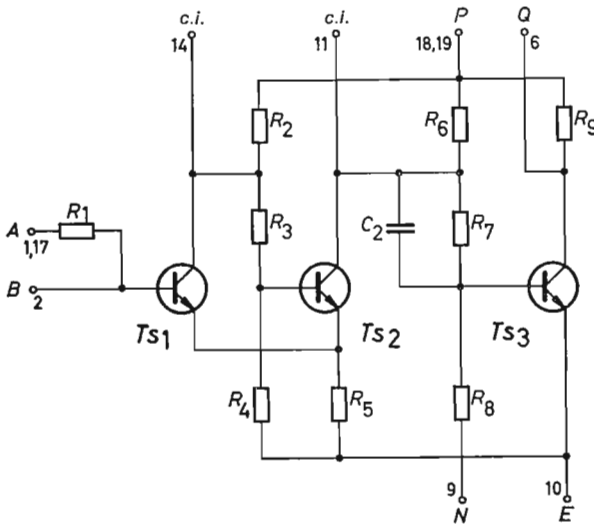 c.i. c.i. P Q
14 11 18,19 6
R2 R6 R9
R1 R3 C2 R7
A
1,17
B
2
Ts1 Ts2 Ts3
R4 R5 R8
9 10
N E